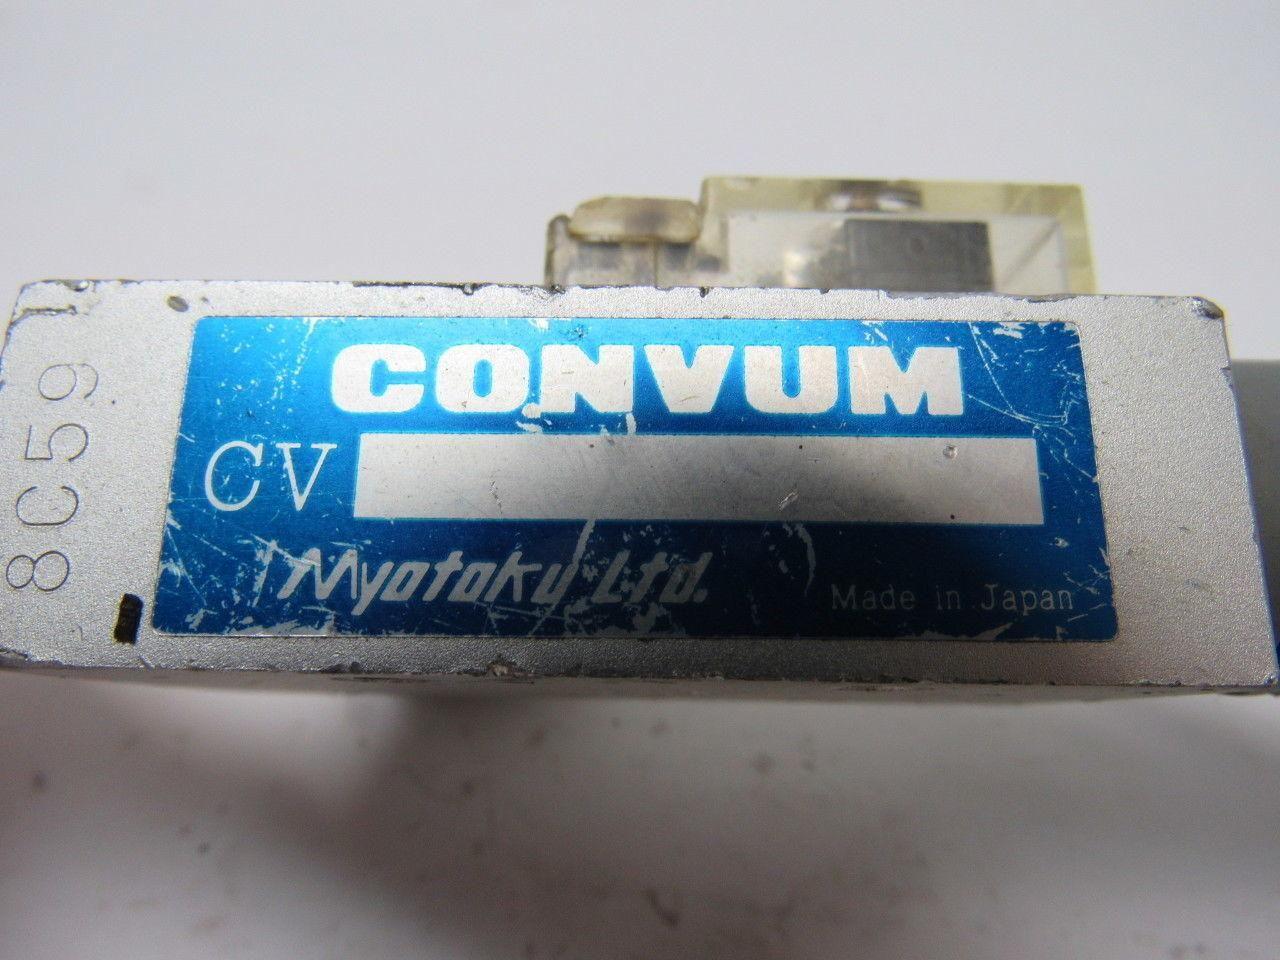 8C59
CONVUM
CV
Myotoku Ltd.
Made in Japan